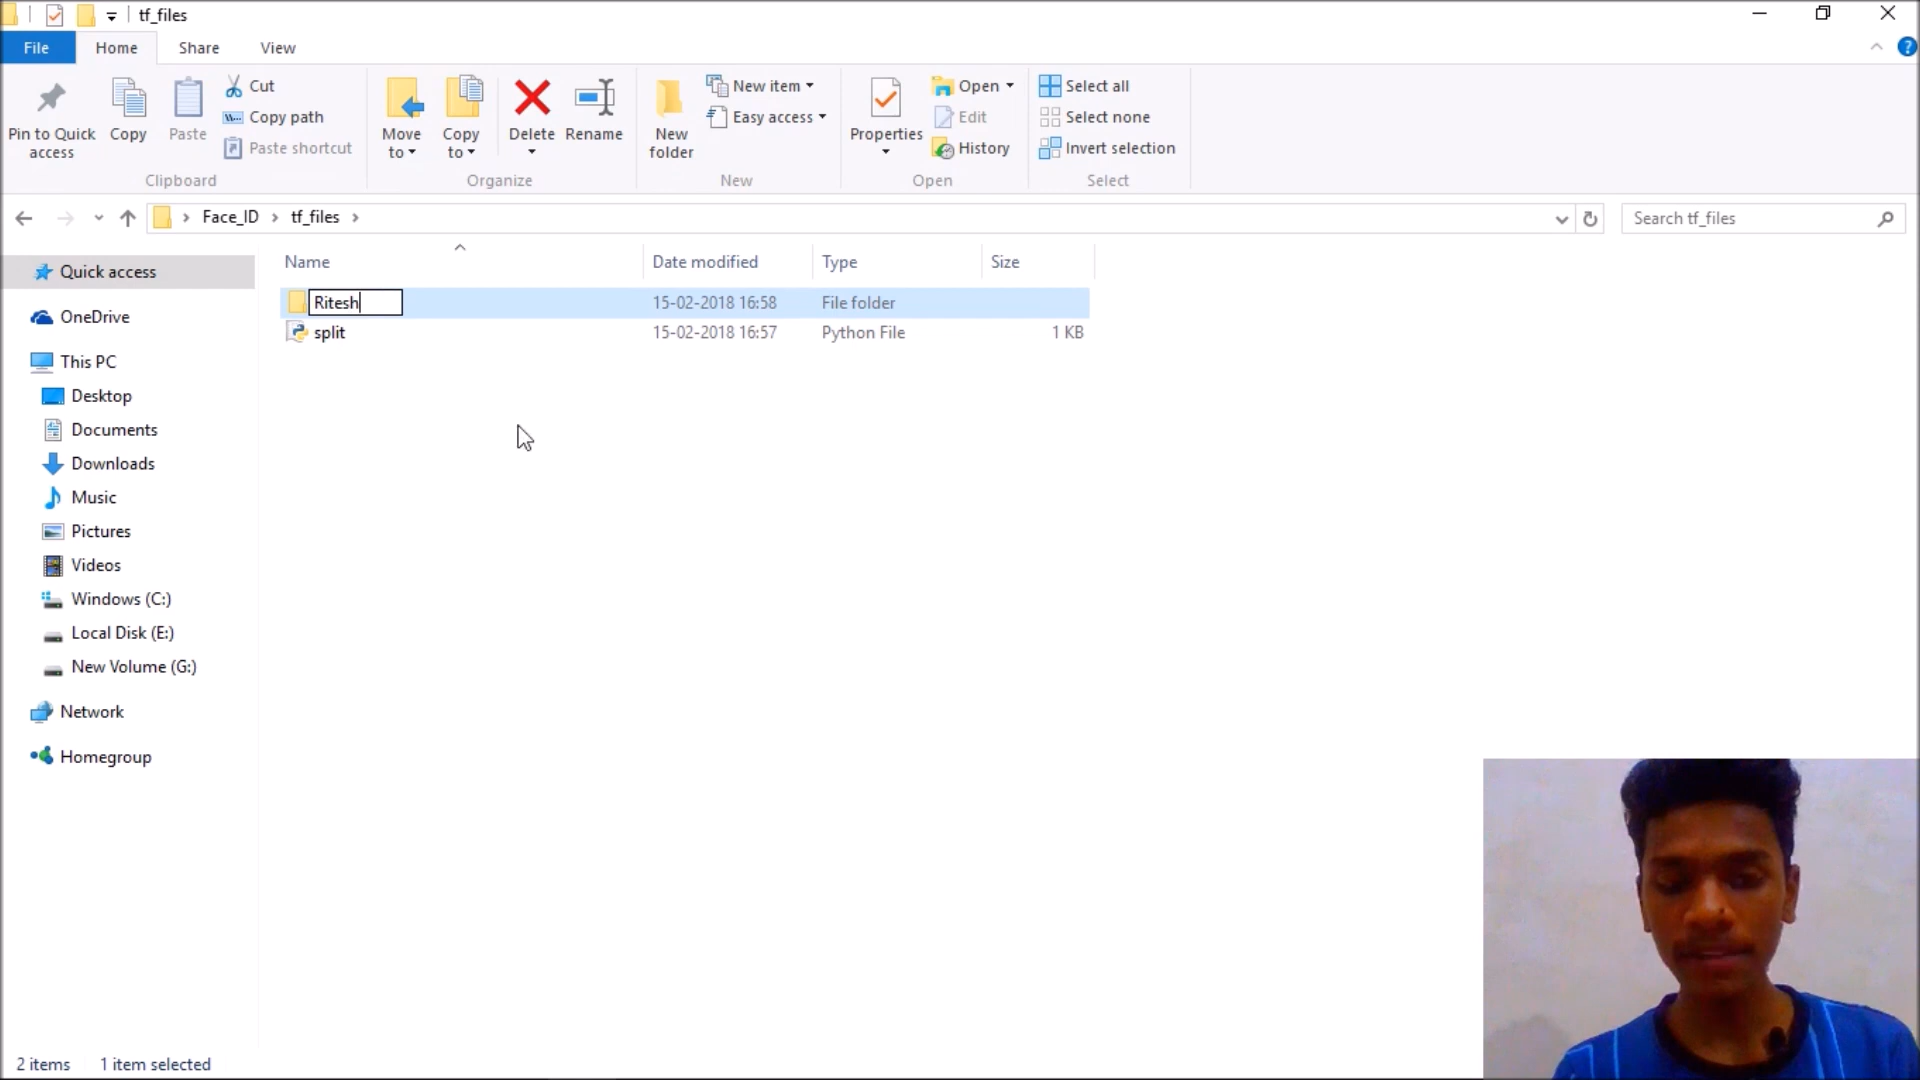 tf_files
File Home Share View
Pin to Quick access
Copy
Paste
Cut
Copy path
Paste shortcut
Clipboard
Move to
Copy to
Delete
Rename
Organize
New folder
New item
Easy access
New
Properties
Open
Edit
History
Open
Select all
Select none
Invert selection
Select
Face_ID tf_files
Search tf_files
Name Date modified Type Size
Ritesh 15-02-2018 16:58 File folder
split 15-02-2018 16:57 Python File 1 KB
Quick access
OneDrive
This PC
Desktop
Documents
Downloads
Music
Pictures
Videos
Windows (C:)
Local Disk (E:)
New Volume (G:)
Network
Homegroup
2 items 1 item selected